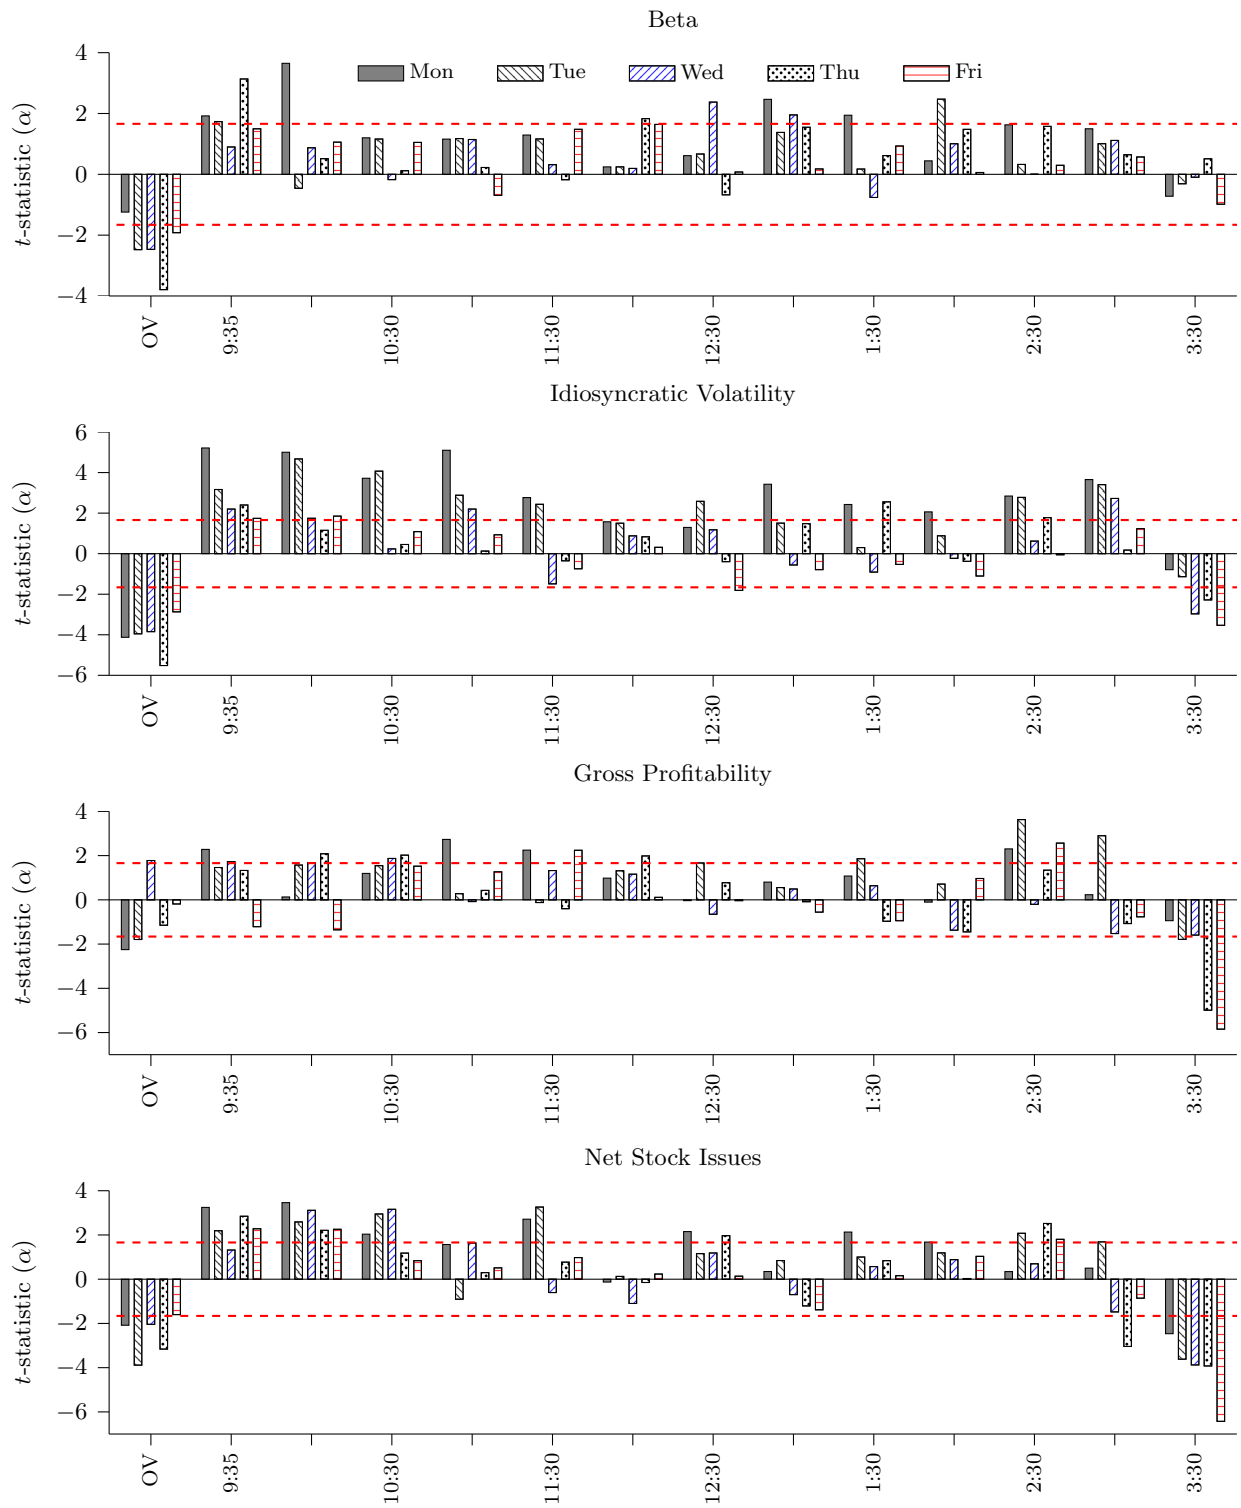 Beta
4
2
0
−2
−4
t-statistic (α)
Mon Tue Wed Thu Fri
OV 9:35 10:30 11:30 12:30 1:30 2:30 3:30
Idiosyncratic Volatility
6
4
2
0
−2
−4
−6
t-statistic (α)
OV 9:35 10:30 11:30 12:30 1:30 2:30 3:30
Gross Profitability
4
2
0
−2
−4
−6
t-statistic (α)
OV 9:35 10:30 11:30 12:30 1:30 2:30 3:30
Net Stock Issues
4
2
0
−2
−4
−6
t-statistic (α)
OV 9:35 10:30 11:30 12:30 1:30 2:30 3:30